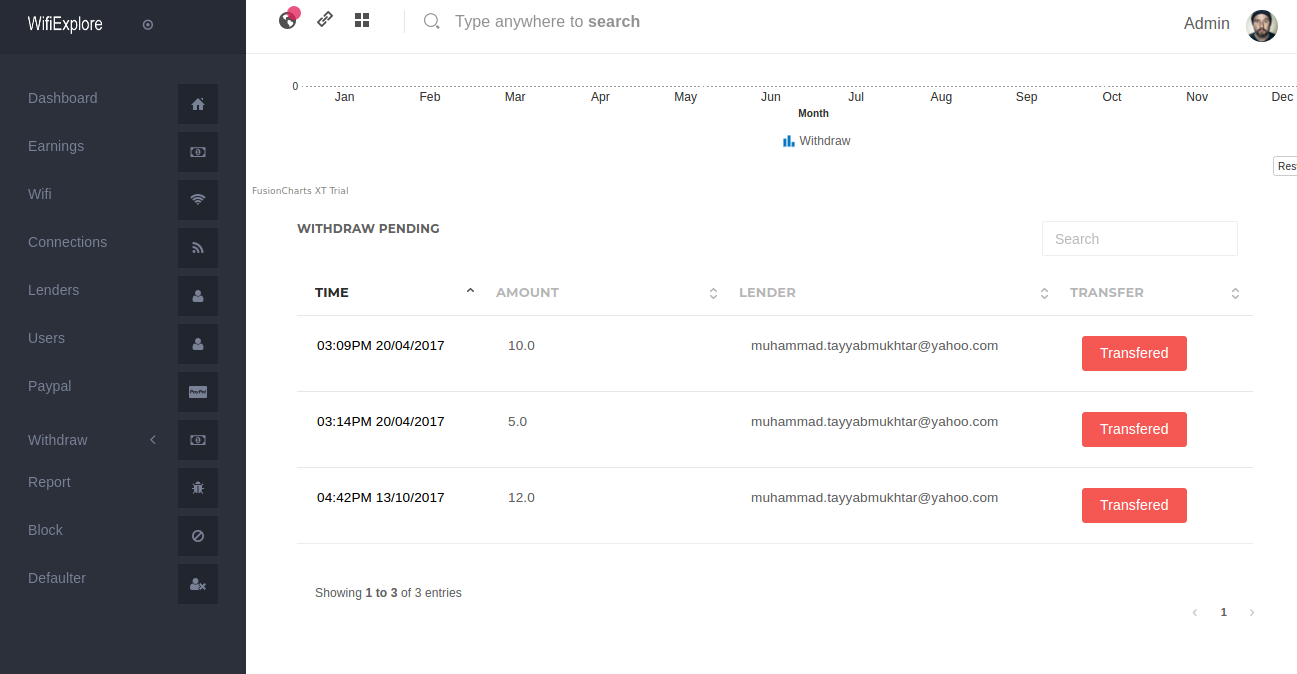 WifiExplore
Type anywhere to search
Admin
Dashboard
Earnings
Wifi
Connections
Lenders
Users
Paypal
PayPal
Withdraw
Report
Block
Defaulter
0
Jan Feb Mar Apr May Jun Jul Aug Sep Oct Nov Dec
Month
Withdraw
Res
FusionCharts XT Trial
WITHDRAW PENDING
Search
TIME AMOUNT LENDER TRANSFER
03:09PM 20/04/2017 10.0 muhammad.tayyabmukhtar@yahoo.com Transfered
03:14PM 20/04/2017 5.0 muhammad.tayyabmukhtar@yahoo.com Transfered
04:42PM 13/10/2017 12.0 muhammad.tayyabmukhtar@yahoo.com Transfered
Showing 1 to 3 of 3 entries
‹ 1 ›